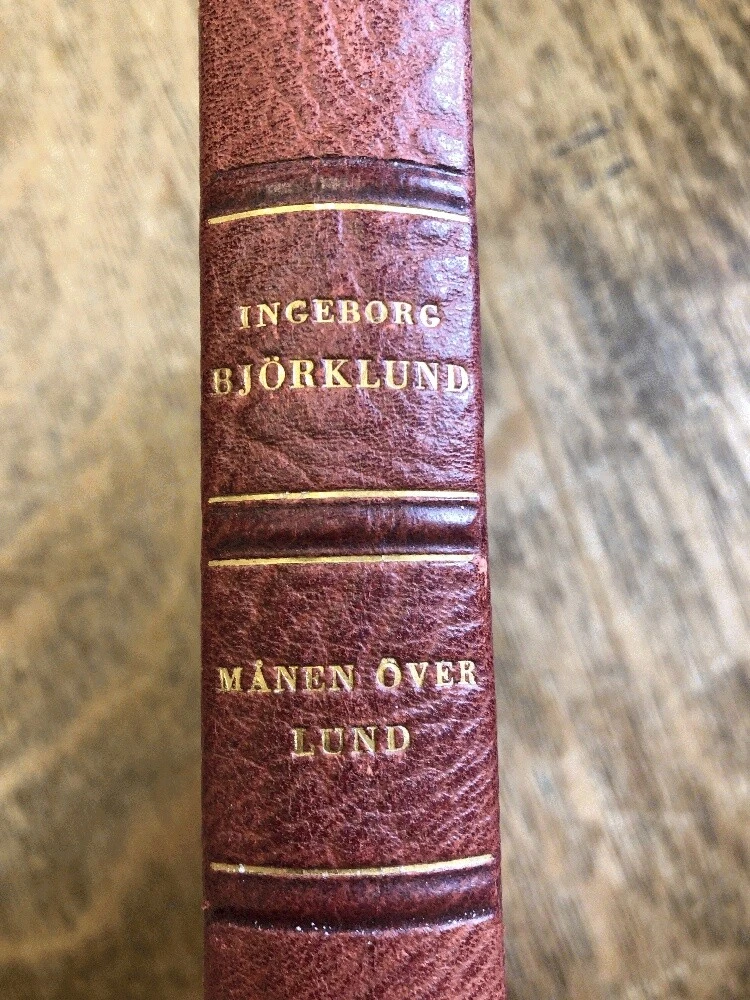 INGEBORG
BJÖRKLUND
MÅNEN ÖVER
LUND